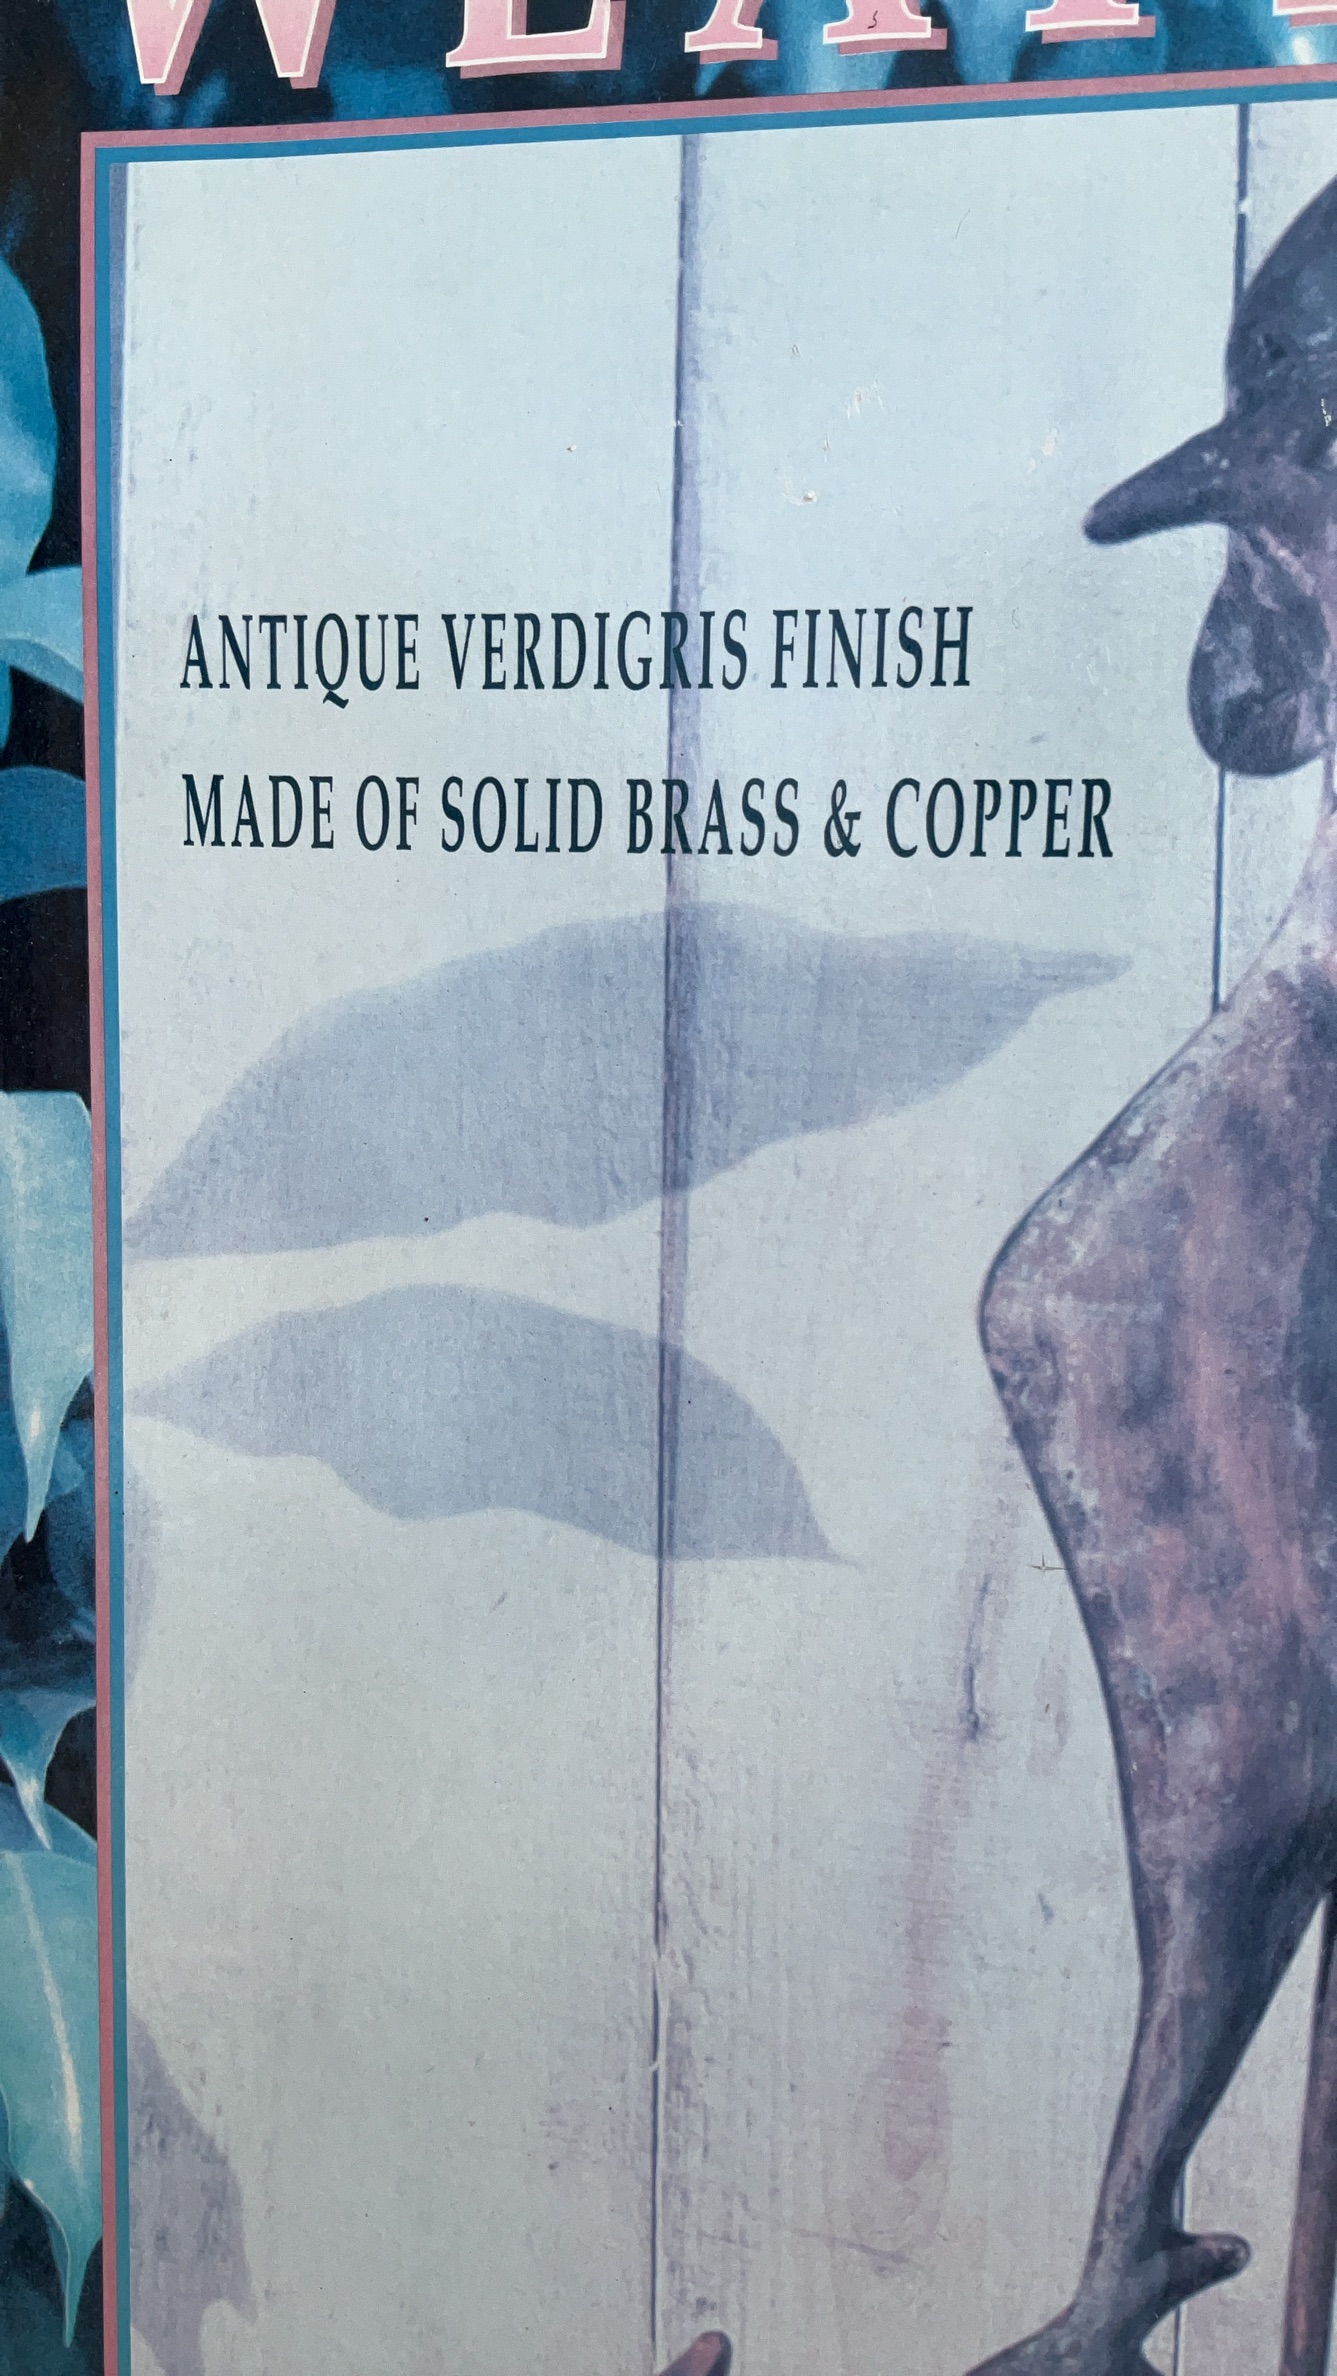 ANTIQUE VERDIGRIS FINISH
MADE OF SOLID BRASS & COPPER